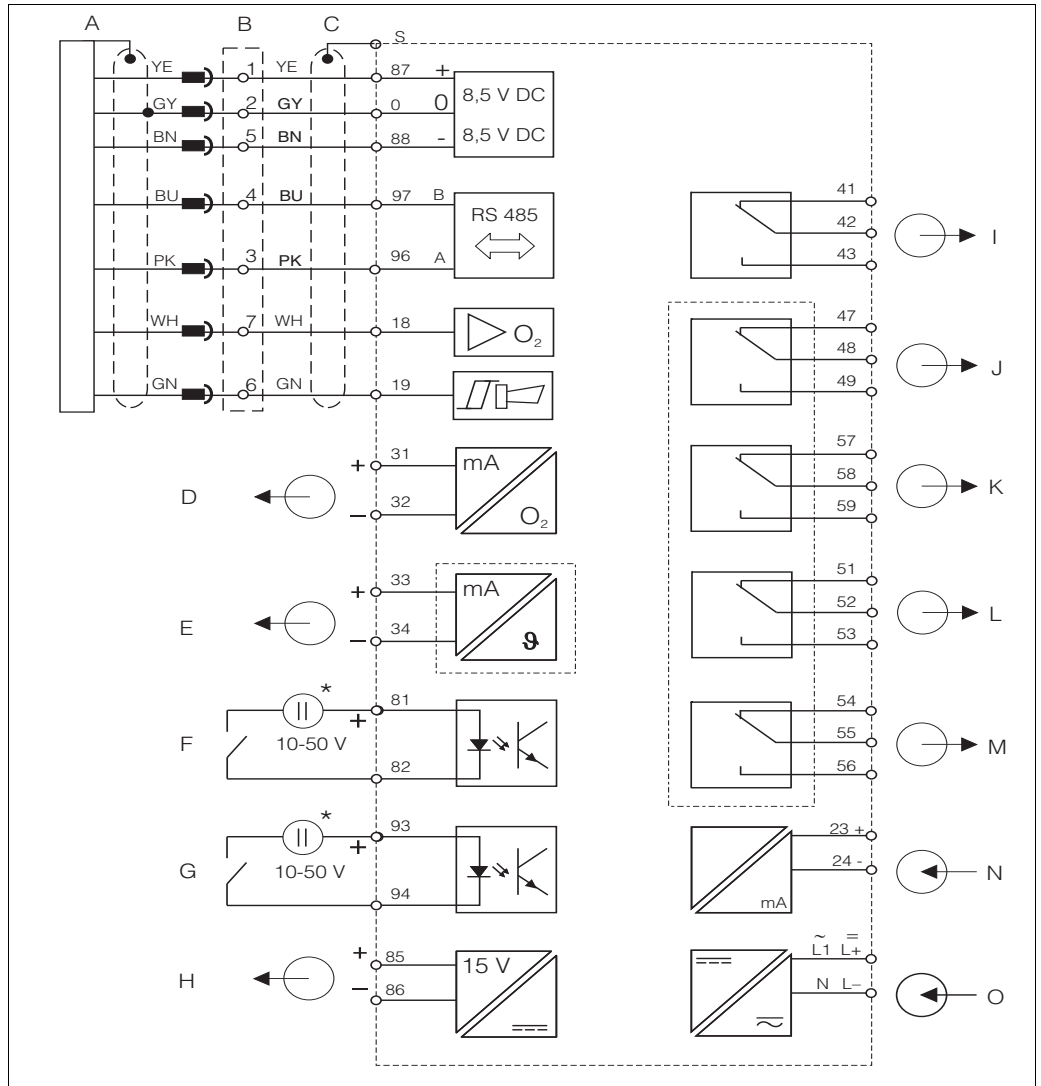 A B C
S
YE 1 YE 87 +
8,5 V DC
GY 2 GY 0 0
BN 5 BN 88 -
8,5 V DC
BU 4 BU 97 B
RS 485
PK 3 PK 96 A
WH 7 WH 18
O₂
GN 6 GN 19
D
+ 31
− 32
mA
O₂
E
+ 33
− 34
mA
ϑ
F
*
10-50 V
+ 81
82
G
*
10-50 V
+ 93
94
H
+ 85
− 86
15 V
41
42
43
I
47
48
49
J
57
58
59
K
51
52
53
L
54
55
56
M
23 +
24 -
mA
N
~ =
L1 L+
N L−
O